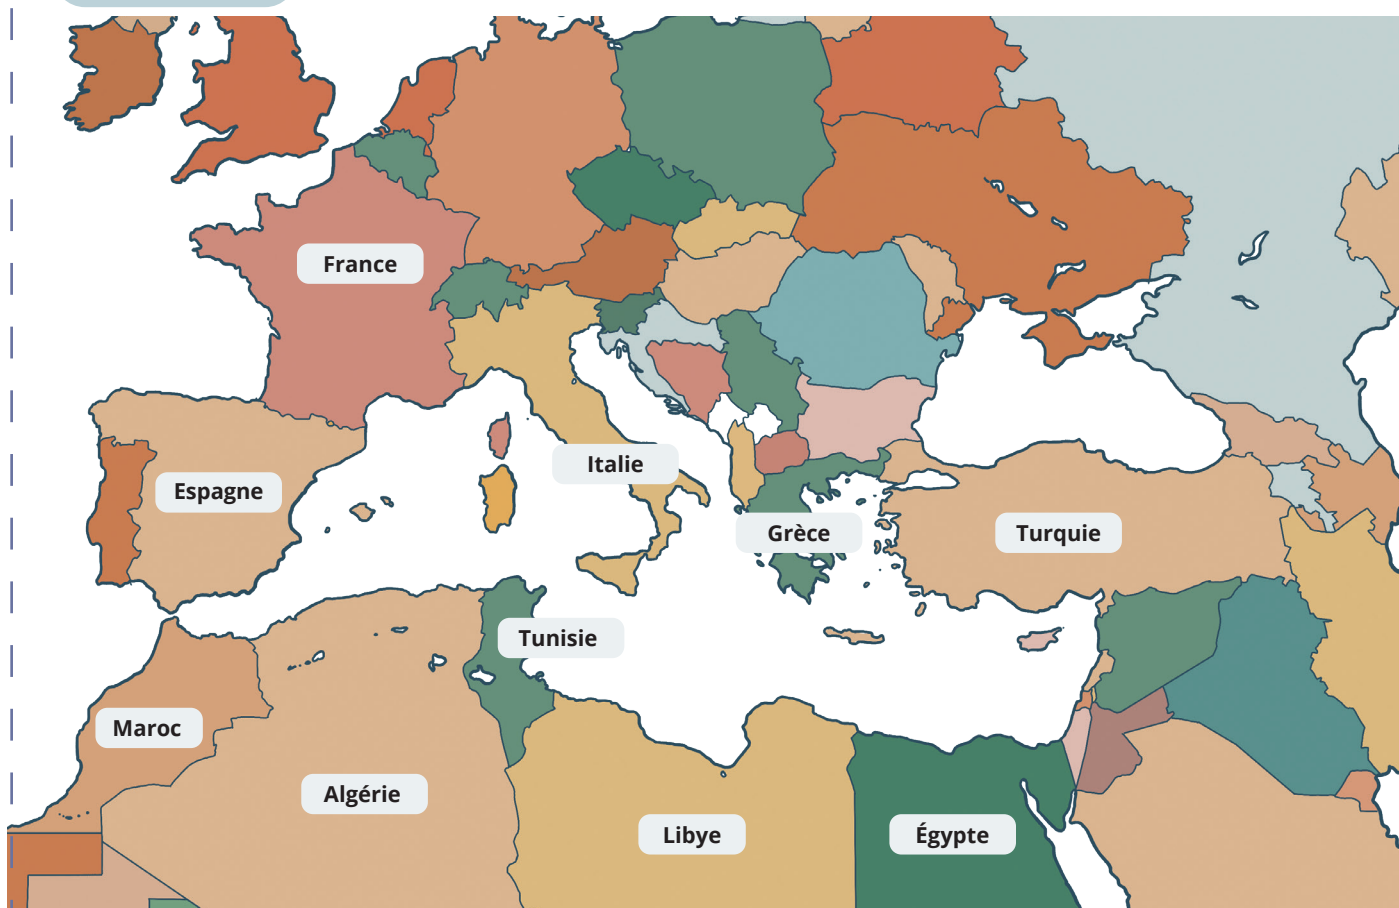 France
Italie
Espagne
Grèce
Turquie
Tunisie
Maroc
Algérie
Libye
Égypte